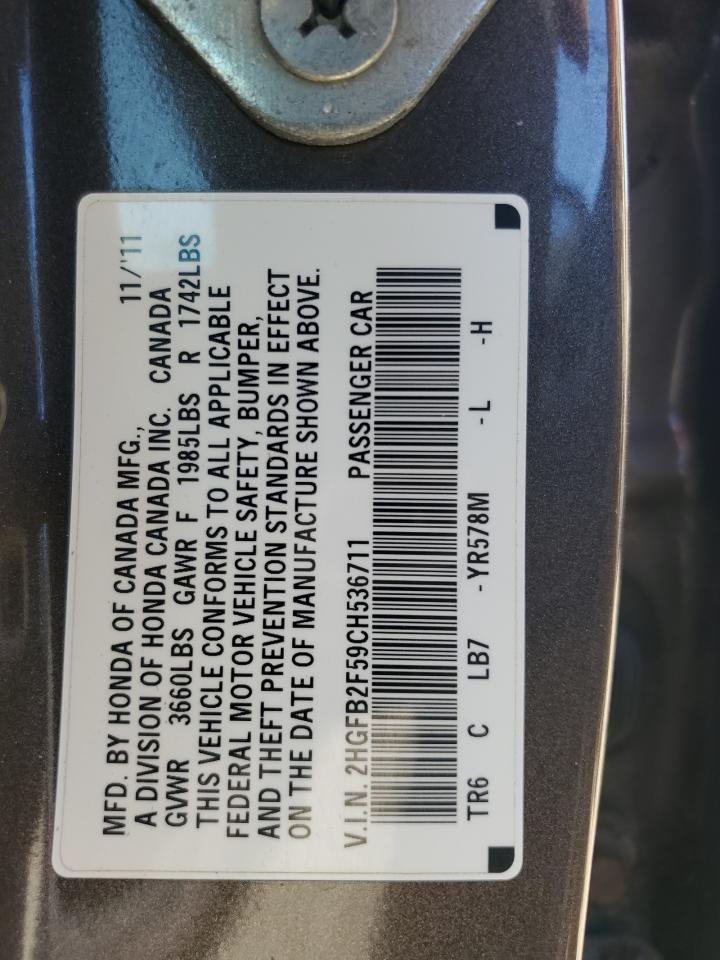 MFD. BY HONDA OF CANADA MFG., 11/'11
A DIVISION OF HONDA CANADA INC. CANADA
GVWR 3660LBS GAWR F 1985LBS R 1742LBS
THIS VEHICLE CONFORMS TO ALL APPLICABLE
FEDERAL MOTOR VEHICLE SAFETY, BUMPER,
AND THEFT PREVENTION STANDARDS IN EFFECT
ON THE DATE OF MANUFACTURE SHOWN ABOVE.
V.I.N. 2HGFB2F59CH536711 PASSENGER CAR
TR6 C LB7 -YR578M -L -H